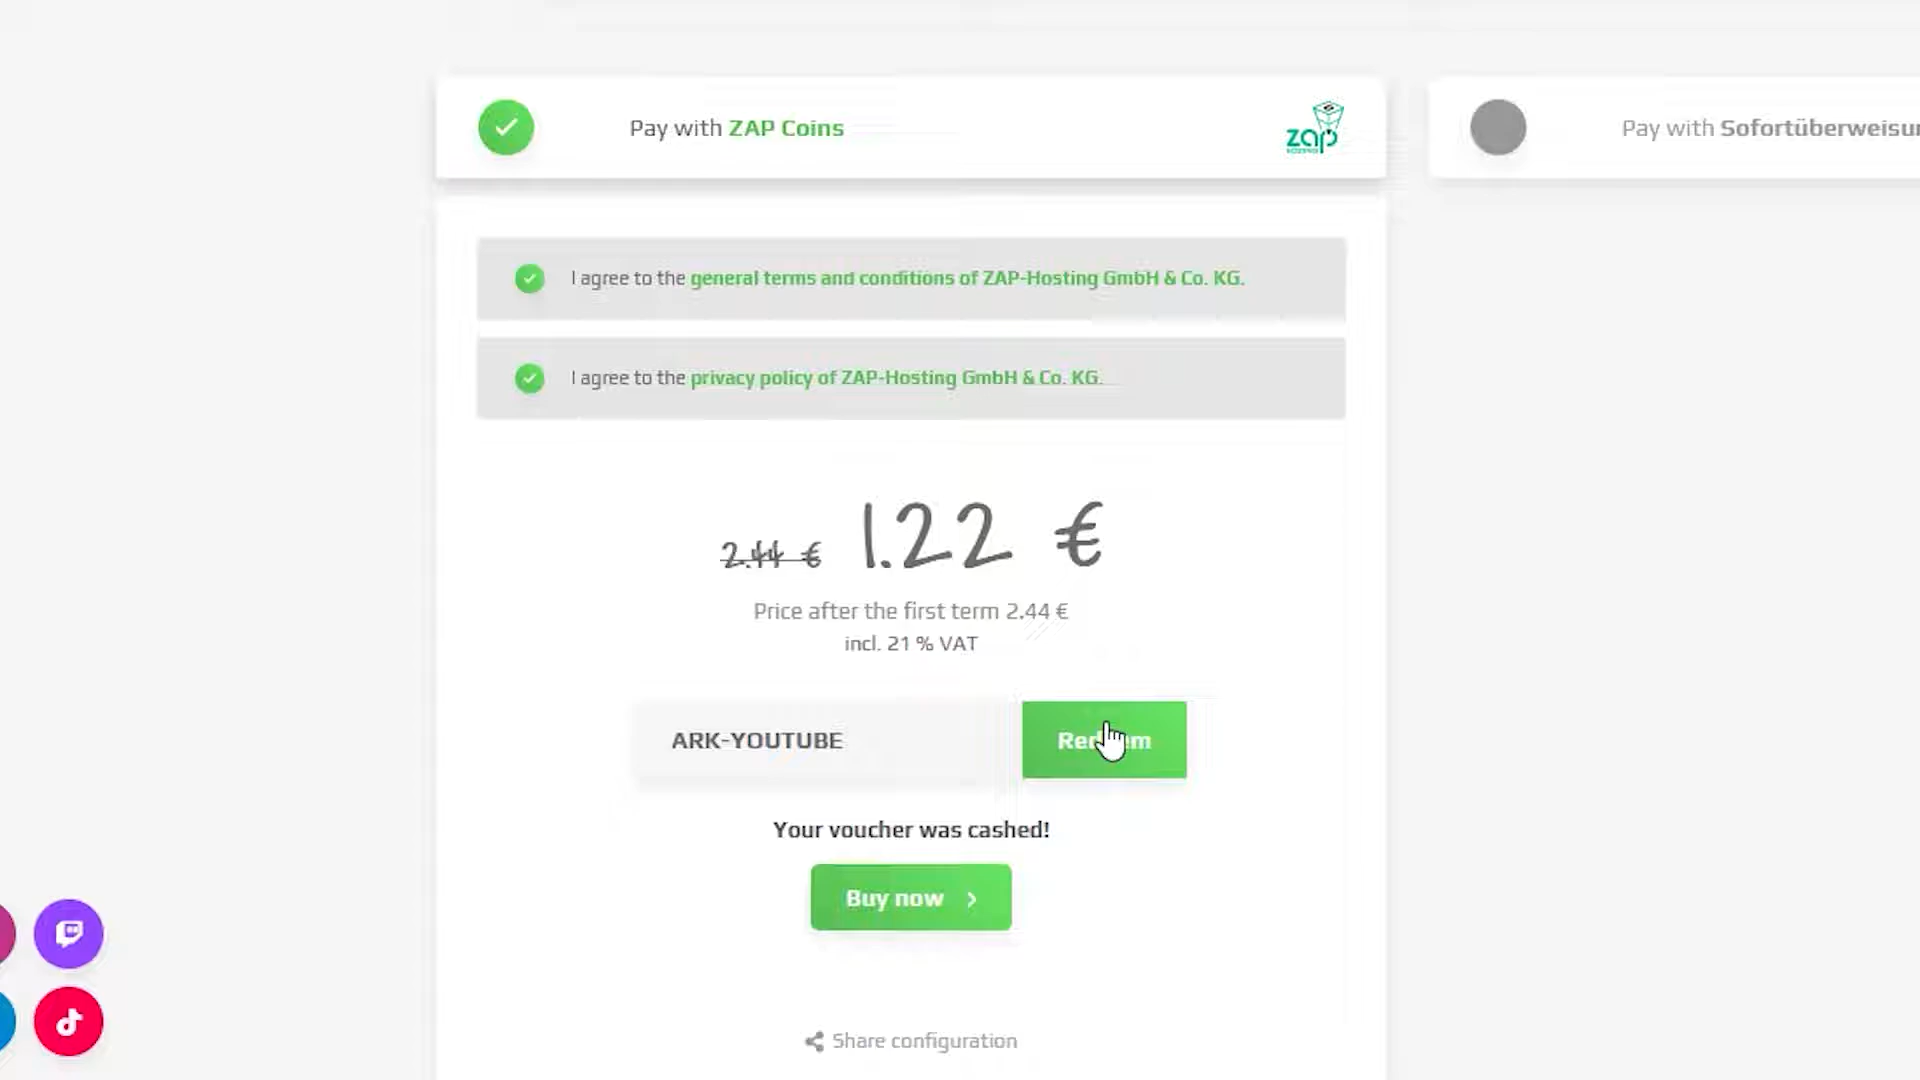 Pay with ZAP Coins
zap
Pay with Sofortüberweisu
I agree to the general terms and conditions of ZAP-Hosting GmbH & Co. KG.
I agree to the privacy policy of ZAP-Hosting GmbH & Co. KG.
2.44 € 1.22 €
Price after the first term 2.44 €
incl. 21 % VAT
ARK-YOUTUBE
Redeem
Your voucher was cashed!
Buy now
Share configuration